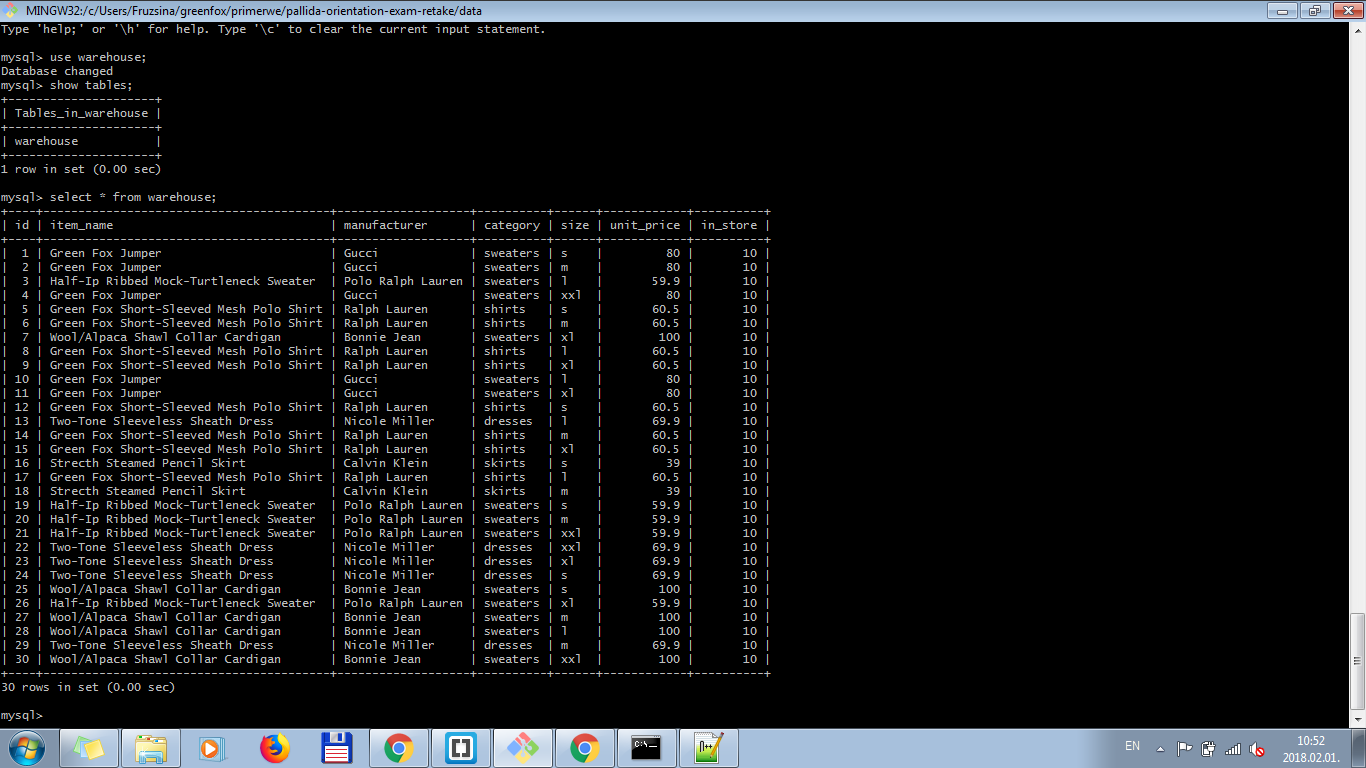 MINGW32:/c/Users/Fruzsina/greenfox/primerwe/pallida-orientation-exam-retake/data
Type 'help;' or '\h' for help. Type '\c' to clear the current input statement.
mysql> use warehouse;
Database changed
mysql> show tables;
+---------------------+
| Tables_in_warehouse |
+---------------------+
| warehouse           |
+---------------------+
1 row in set (0.00 sec)
mysql> select * from warehouse;
+----+-----------------------------------------+-------------------+----------+------+------------+----------+
| id | item_name                               | manufacturer      | category | size | unit_price | in_store |
+----+-----------------------------------------+-------------------+----------+------+------------+----------+
|  1 | Green Fox Jumper                        | Gucci             | sweaters | s    |         80 |       10 |
|  2 | Green Fox Jumper                        | Gucci             | sweaters | m    |         80 |       10 |
|  3 | Half-Ip Ribbed Mock-Turtleneck Sweater  | Polo Ralph Lauren | sweaters | l    |       59.9 |       10 |
|  4 | Green Fox Jumper                        | Gucci             | sweaters | xxl  |         80 |       10 |
|  5 | Green Fox Short-Sleeved Mesh Polo Shirt | Ralph Lauren      | shirts   | s    |       60.5 |       10 |
|  6 | Green Fox Short-Sleeved Mesh Polo Shirt | Ralph Lauren      | shirts   | m    |       60.5 |       10 |
|  7 | Wool/Alpaca Shawl Collar Cardigan       | Bonnie Jean       | sweaters | xl   |        100 |       10 |
|  8 | Green Fox Short-Sleeved Mesh Polo Shirt | Ralph Lauren      | shirts   | l    |       60.5 |       10 |
|  9 | Green Fox Short-Sleeved Mesh Polo Shirt | Ralph Lauren      | shirts   | xl   |       60.5 |       10 |
| 10 | Green Fox Jumper                        | Gucci             | sweaters | l    |         80 |       10 |
| 11 | Green Fox Jumper                        | Gucci             | sweaters | xl   |         80 |       10 |
| 12 | Green Fox Short-Sleeved Mesh Polo Shirt | Ralph Lauren      | shirts   | s    |       60.5 |       10 |
| 13 | Two-Tone Sleeveless Sheath Dress        | Nicole Miller     | dresses  | l    |       69.9 |       10 |
| 14 | Green Fox Short-Sleeved Mesh Polo Shirt | Ralph Lauren      | shirts   | m    |       60.5 |       10 |
| 15 | Green Fox Short-Sleeved Mesh Polo Shirt | Ralph Lauren      | shirts   | xl   |       60.5 |       10 |
| 16 | Strecth Steamed Pencil Skirt            | Calvin Klein      | skirts   | s    |         39 |       10 |
| 17 | Green Fox Short-Sleeved Mesh Polo Shirt | Ralph Lauren      | shirts   | l    |       60.5 |       10 |
| 18 | Strecth Steamed Pencil Skirt            | Calvin Klein      | skirts   | m    |         39 |       10 |
| 19 | Half-Ip Ribbed Mock-Turtleneck Sweater  | Polo Ralph Lauren | sweaters | s    |       59.9 |       10 |
| 20 | Half-Ip Ribbed Mock-Turtleneck Sweater  | Polo Ralph Lauren | sweaters | m    |       59.9 |       10 |
| 21 | Half-Ip Ribbed Mock-Turtleneck Sweater  | Polo Ralph Lauren | sweaters | xxl  |       59.9 |       10 |
| 22 | Two-Tone Sleeveless Sheath Dress        | Nicole Miller     | dresses  | xxl  |       69.9 |       10 |
| 23 | Two-Tone Sleeveless Sheath Dress        | Nicole Miller     | dresses  | xl   |       69.9 |       10 |
| 24 | Two-Tone Sleeveless Sheath Dress        | Nicole Miller     | dresses  | s    |       69.9 |       10 |
| 25 | Wool/Alpaca Shawl Collar Cardigan       | Bonnie Jean       | sweaters | s    |        100 |       10 |
| 26 | Half-Ip Ribbed Mock-Turtleneck Sweater  | Polo Ralph Lauren | sweaters | xl   |       59.9 |       10 |
| 27 | Wool/Alpaca Shawl Collar Cardigan       | Bonnie Jean       | sweaters | m    |        100 |       10 |
| 28 | Wool/Alpaca Shawl Collar Cardigan       | Bonnie Jean       | sweaters | l    |        100 |       10 |
| 29 | Two-Tone Sleeveless Sheath Dress        | Nicole Miller     | dresses  | m    |       69.9 |       10 |
| 30 | Wool/Alpaca Shawl Collar Cardigan       | Bonnie Jean       | sweaters | xxl  |        100 |       10 |
+----+-----------------------------------------+-------------------+----------+------+------------+----------+
30 rows in set (0.00 sec)
mysql>
EN
10:52
2018.02.01.